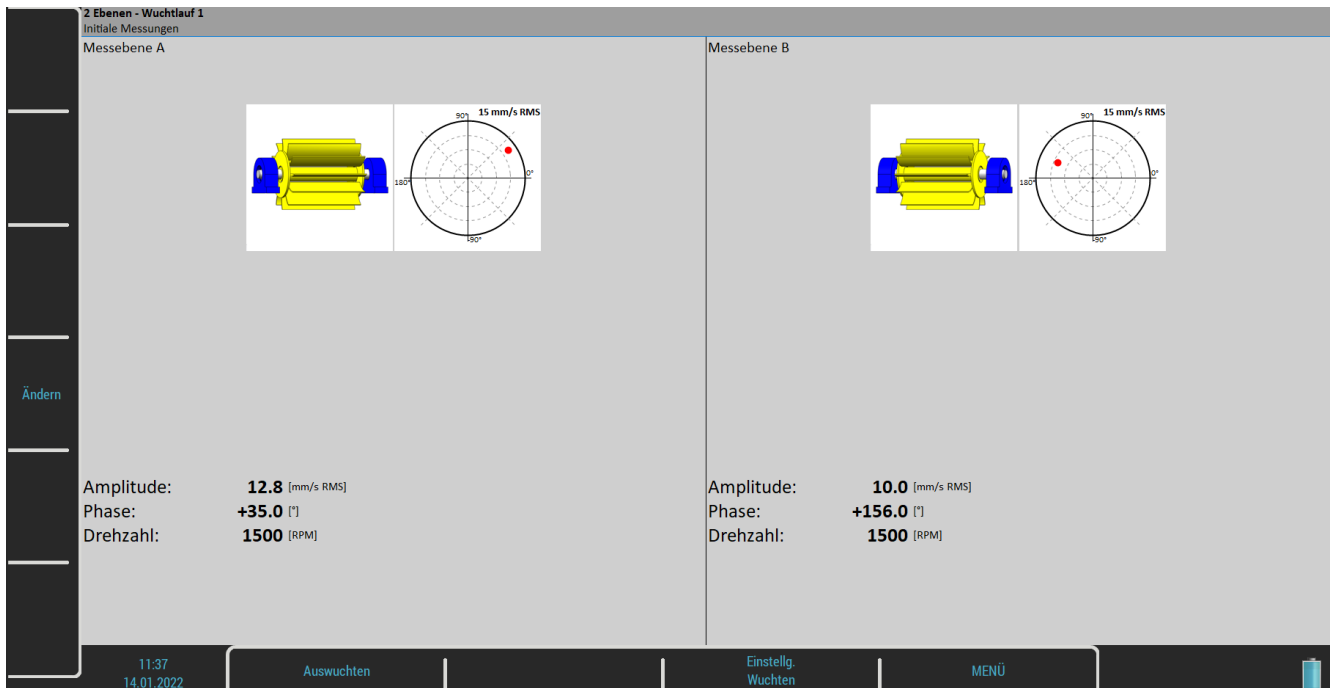 2 Ebenen - Wuchtlauf 1
Initiale Messungen
Messebene A
15 mm/s RMS
90°
180°
0°
-90°
Amplitude: 12.8 [mm/s RMS]
Phase: +35.0 [°]
Drehzahl: 1500 [RPM]
Messebene B
15 mm/s RMS
90°
180°
0°
-90°
Amplitude: 10.0 [mm/s RMS]
Phase: +156.0 [°]
Drehzahl: 1500 [RPM]
Ändern
11:37
14.01.2022
Auswuchten
Einstellg.
Wuchten
MENÜ